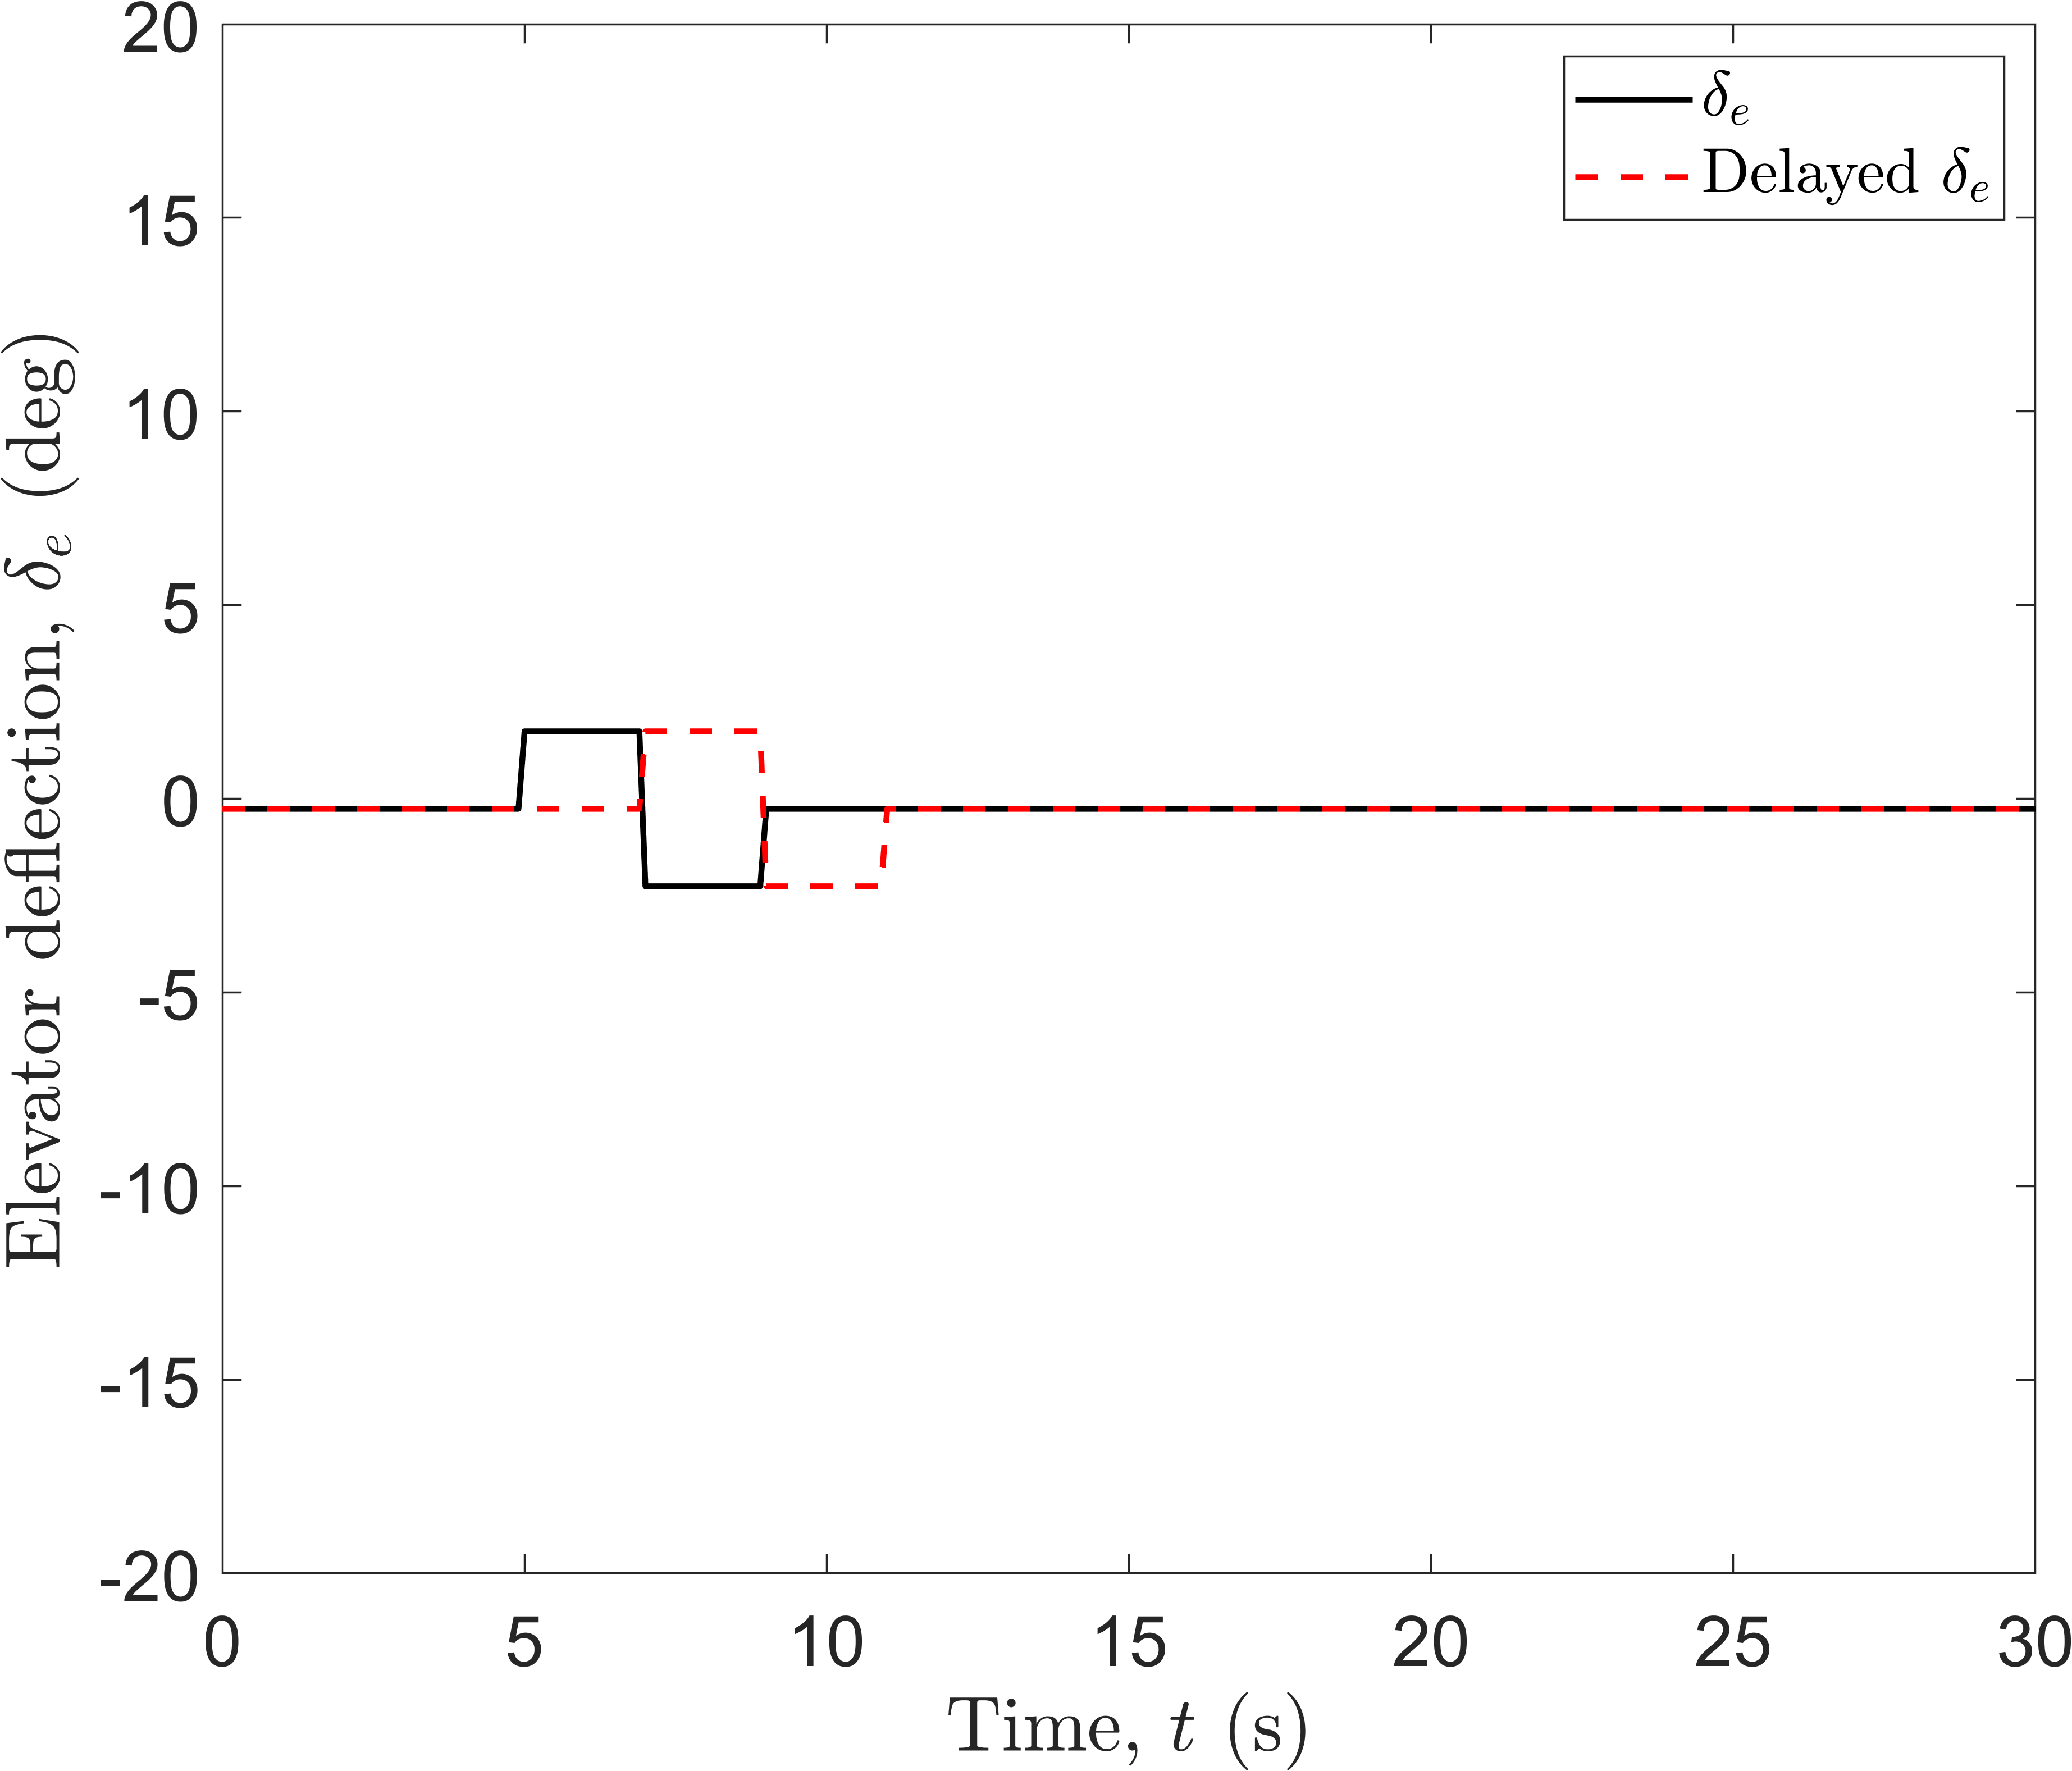 20
15
10
5
0
-5
-10
-15
-20
Elevator deflection, δe (deg)
δe
Delayed δe
0 5 10 15 20 25 30
Time, t (s)